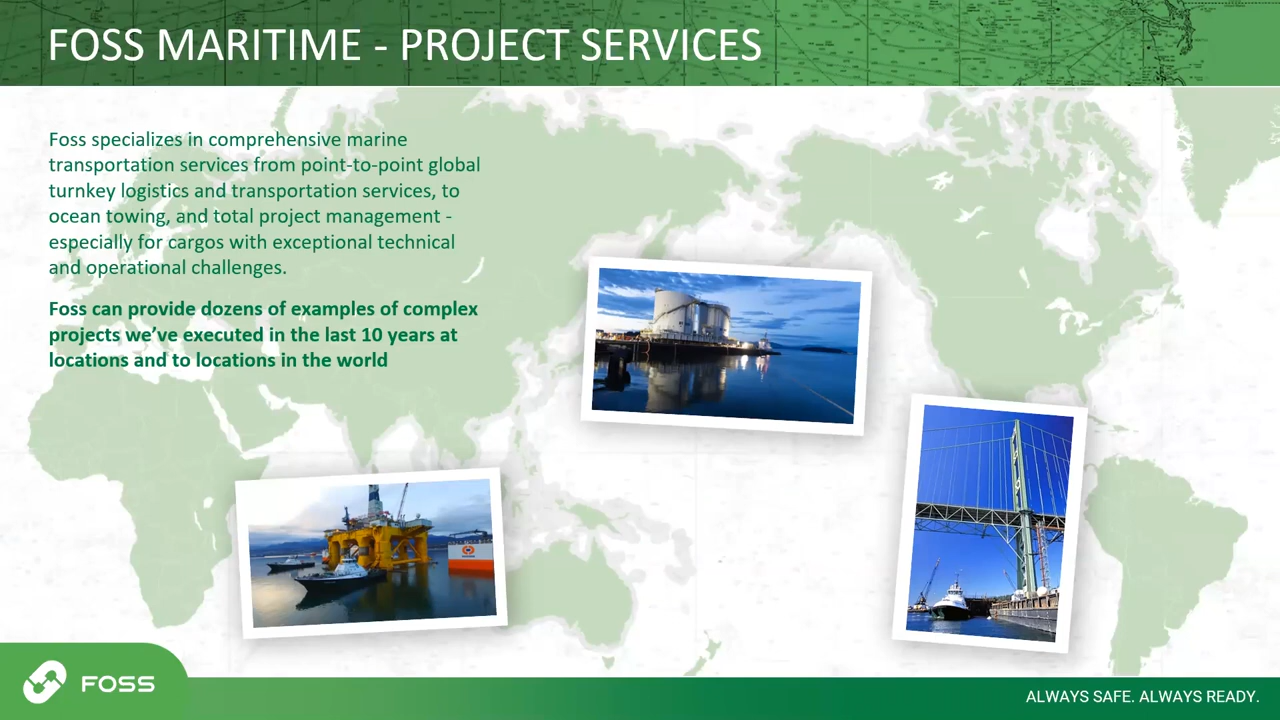 FOSS MARITIME - PROJECT SERVICES
Foss specializes in comprehensive marine
transportation services from point-to-point global
turnkey logistics and transportation services, to
ocean towing, and total project management -
especially for cargos with exceptional technical
and operational challenges.
Foss can provide dozens of examples of complex
projects we’ve executed in the last 10 years at
locations and to locations in the world
FOSS
ALWAYS SAFE. ALWAYS READY.